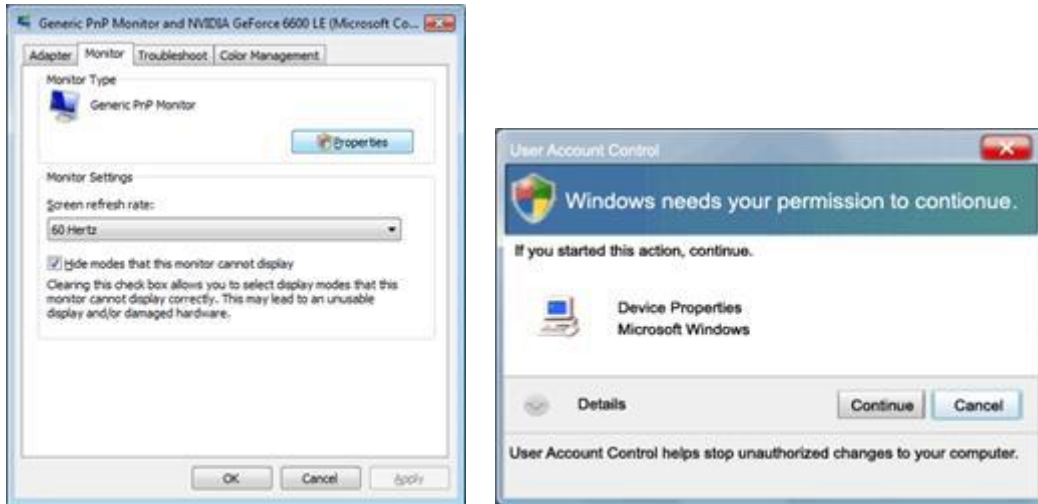 Generic PnP Monitor and NVIDIA GeForce 6600 LE (Microsoft Co...
Adapter Monitor Troubleshoot Color Management
Monitor Type
Generic PnP Monitor
Properties
Monitor Settings
Screen refresh rate:
60 Hertz
Hide modes that this monitor cannot display
Clearing this check box allows you to select display modes that this
monitor cannot display correctly. This may lead to an unusable
display and/or damaged hardware.
OK Cancel Apply
User Account Control
Windows needs your permission to contionue.
If you started this action, continue.
Device Properties
Microsoft Windows
Details Continue Cancel
User Account Control helps stop unauthorized changes to your computer.